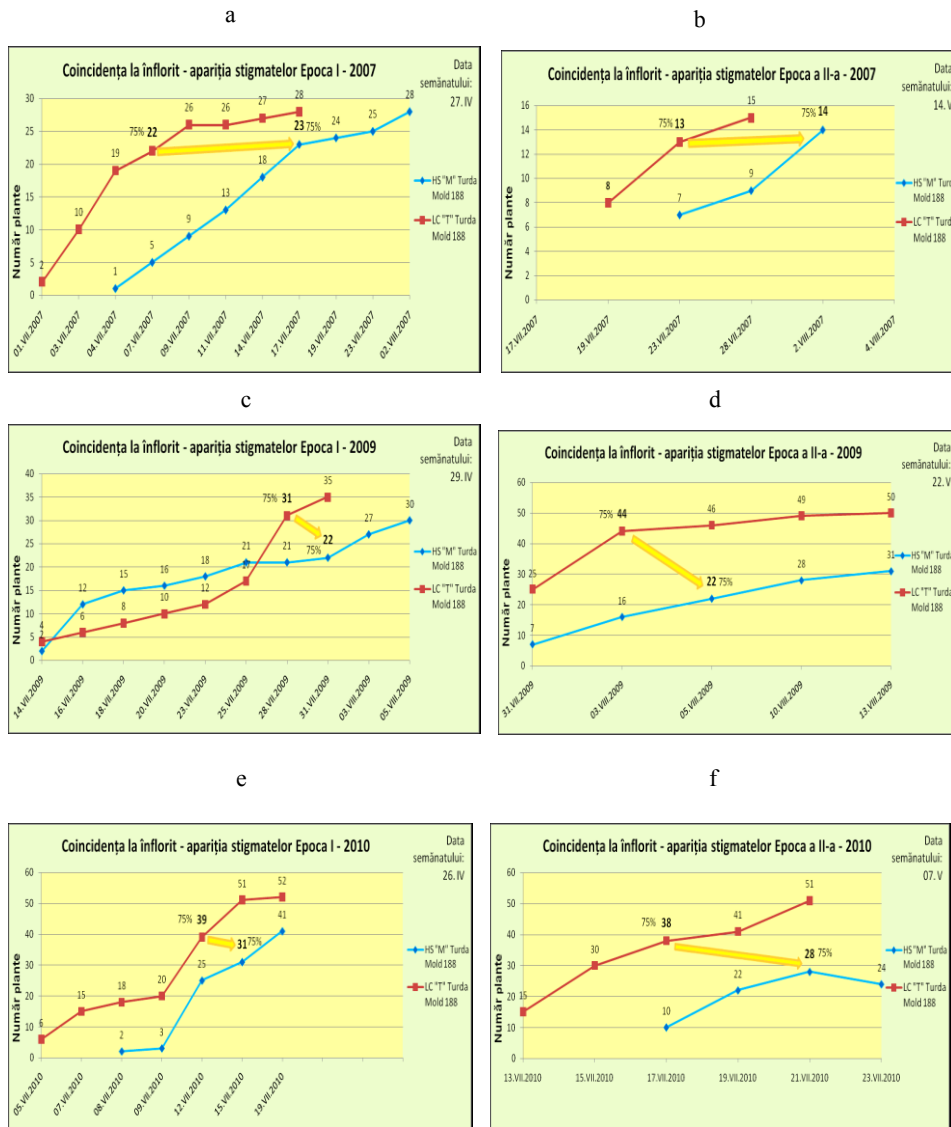 a
b
Coincidența la înflorit - apariția stigmatelor Epoca I - 2007
Data
semănatului:
27. IV
Număr plante
30
25
20
15
10
5
0
2
10
19
75% 22
26
26
27
28
1
5
9
13
18
23 75%
24
25
28
01.VII.2007
03.VII.2007
04.VII.2007
07.VII.2007
09.VII.2007
11.VII.2007
14.VII.2007
17.VII.2007
19.VII.2007
23.VII.2007
02.VIII.2007
HS "M" Turda
Mold 188
LC "T" Turda
Mold 188
Coincidența la înflorit - apariția stigmatelor Epoca a II-a - 2007
Data
semănatului:
14. V
Număr plante
16
14
12
10
8
6
4
2
0
8
75% 13
15
7
9
75% 14
17.VII.2007
19.VII.2007
23.VII.2007
28.VII.2007
2.VIII.2007
4.VIII.2007
HS "M" Turda
Mold 188
LC "T" Turda
Mold 188
c
d
Coincidența la înflorit - apariția stigmatelor Epoca I - 2009
Data
semănatului:
29. IV
Număr plante
40
35
30
25
20
15
10
5
0
4
6
8
10
12
75% 31
35
2
12
15
16
18
21
21
22
75%
27
30
14.VII.2009
16.VII.2009
18.VII.2009
20.VII.2009
23.VII.2009
25.VII.2009
28.VII.2009
31.VII.2009
03.VIII.2009
05.VIII.2009
HS "M" Turda
Mold 188
LC "T" Turda
Mold 188
Coincidența la înflorit - apariția stigmatelor Epoca a II-a - 2009
Data
semănatului:
22. V
Număr plante
60
50
40
30
20
10
0
25
75% 44
46
49
50
7
16
22 75%
28
31
31.VII.2009
03.VIII.2009
05.VIII.2009
10.VIII.2009
13.VIII.2009
HS "M" Turda
Mold 188
LC "T" Turda
Mold 188
e
f
Coincidența la înflorit - apariția stigmatelor Epoca I - 2010
Data
semănatului:
26. IV
Număr plante
60
50
40
30
20
10
0
6
15
18
20
75% 39
51
52
2
3
25
31 75%
41
05.VII.2010
07.VII.2010
08.VII.2010
09.VII.2010
12.VII.2010
15.VII.2010
19.VII.2010
HS "M" Turda
Mold 188
LC "T" Turda
Mold 188
Coincidența la înflorit - apariția stigmatelor Epoca a II-a - 2010
Data
semănatului:
07. V
Număr plante
60
50
40
30
20
10
0
15
30
75% 38
41
51
10
22
28 75%
24
13.VII.2010
15.VII.2010
17.VII.2010
19.VII.2010
21.VII.2010
23.VII.2010
HS "M" Turda
Mold 188
LC "T" Turda
Mold 188